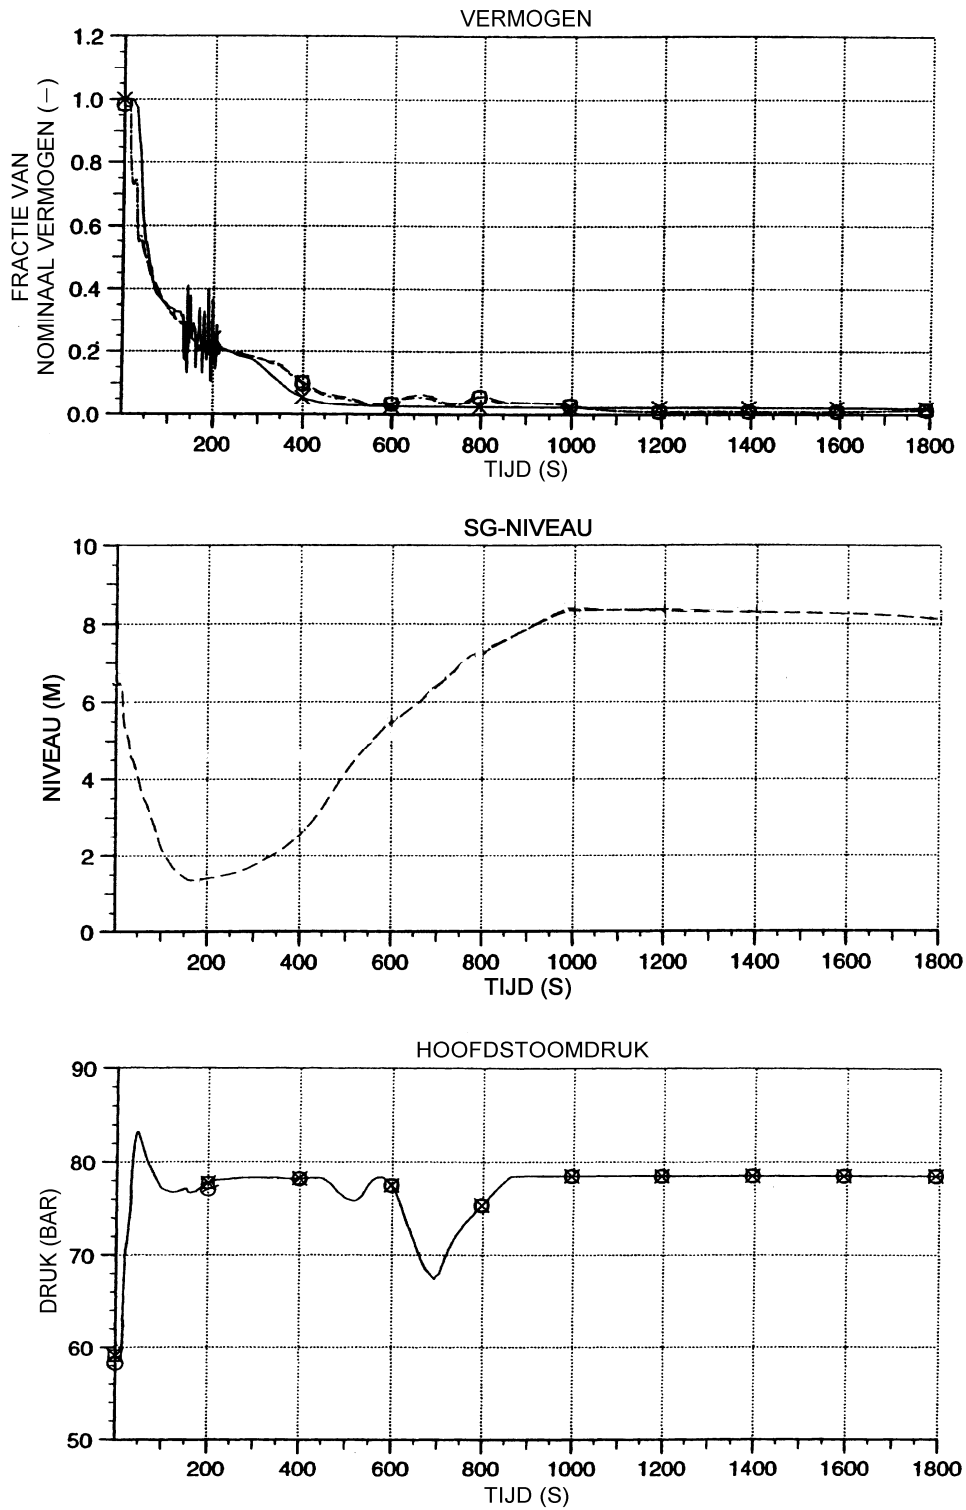 VERMOGEN
1.2
1.0
0.8
0.6
0.4
0.2
0.0
FRACTIE VAN
NOMINAAL VERMOGEN (—)
200 400 600 800 1000 1200 1400 1600 1800
TIJD (S)
SG-NIVEAU
10
8
6
4
2
0
NIVEAU (M)
200 400 600 800 1000 1200 1400 1600 1800
TIJD (S)
HOOFDSTOOMDRUK
90
80
70
60
50
DRUK (BAR)
200 400 600 800 1000 1200 1400 1600 1800
TIJD (S)